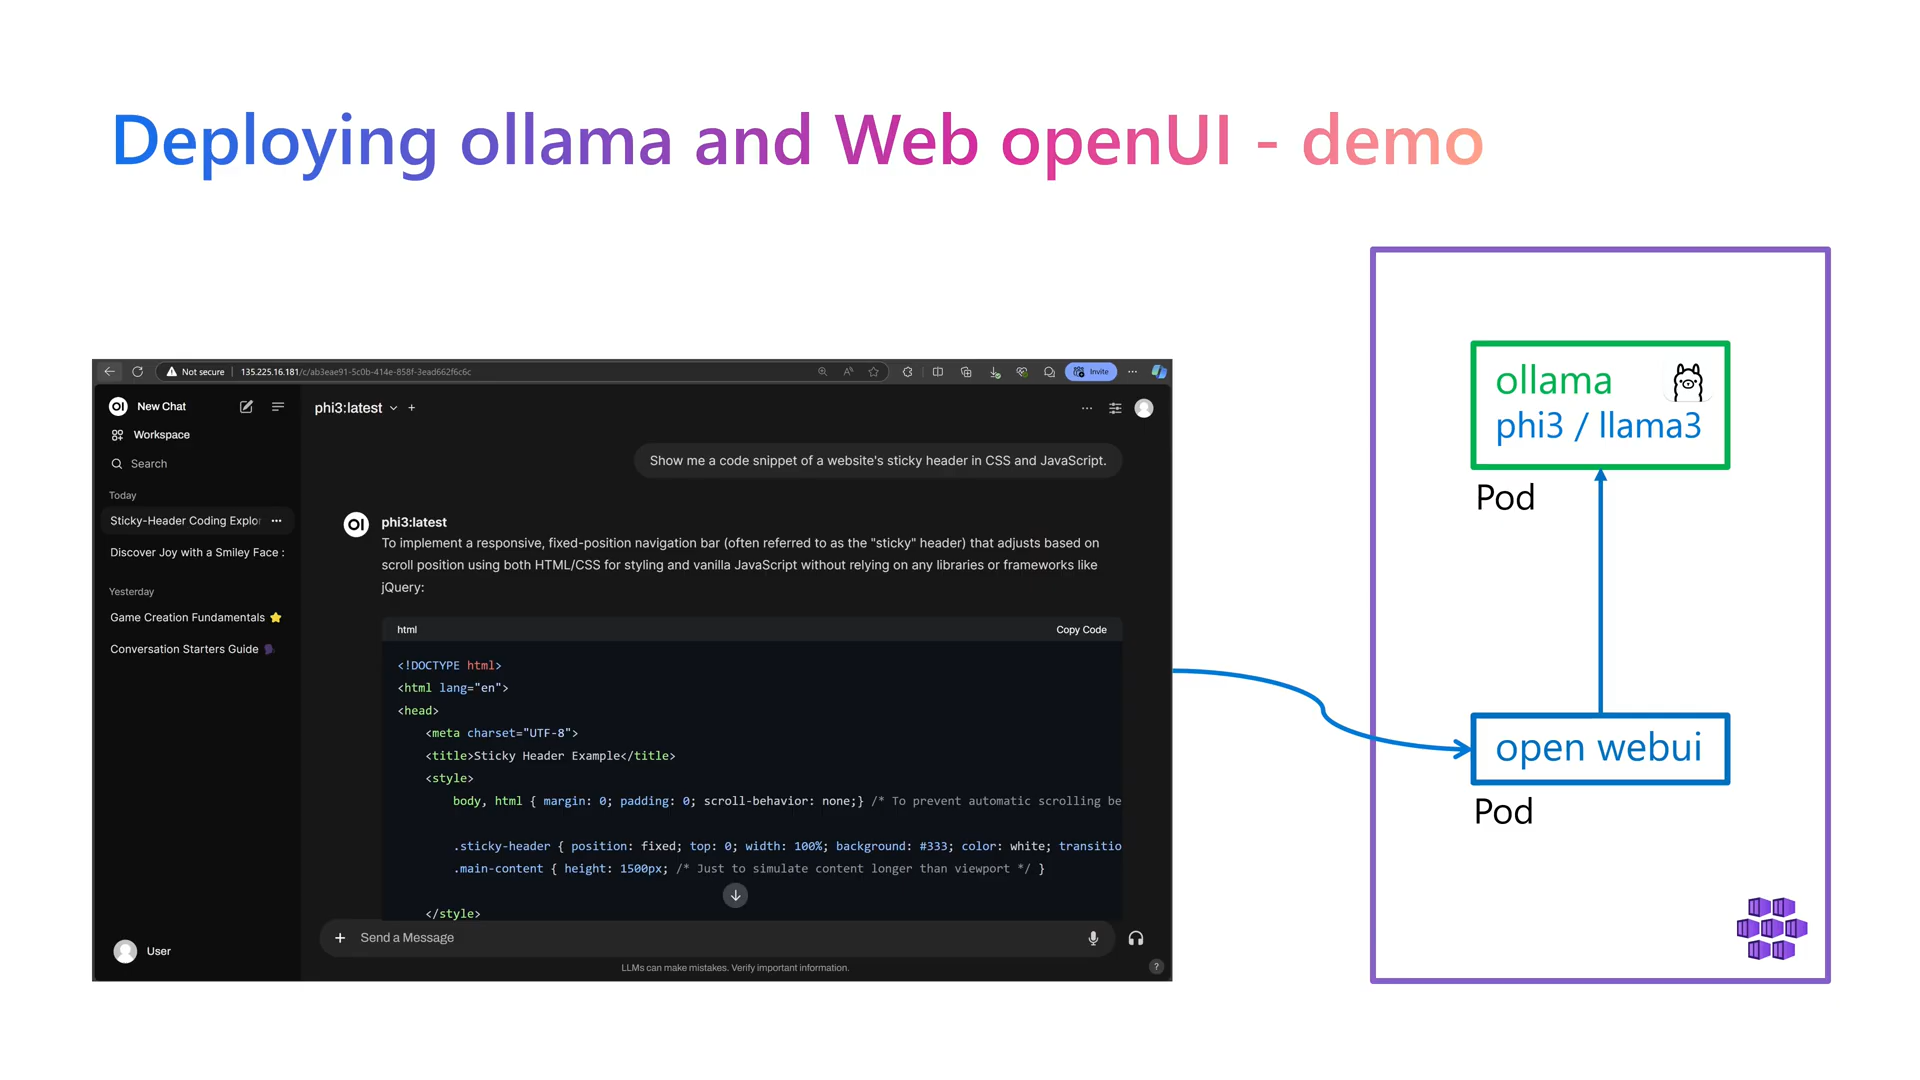 Deploying ollama and Web openUI - demo
Not secure
135.225.16.181/c/ab3eae91-5c0b-414e-858f-3ead662f6c6c
Invite
OI
New Chat
Workspace
Search
Today
Sticky-Header Coding Explor
Discover Joy with a Smiley Face :
Yesterday
Game Creation Fundamentals ⭐
Conversation Starters Guide
User
phi3:latest
Show me a code snippet of a website's sticky header in CSS and JavaScript.
OI
phi3:latest
To implement a responsive, fixed-position navigation bar (often referred to as the "sticky" header) that adjusts based on
scroll position using both HTML/CSS for styling and vanilla JavaScript without relying on any libraries or frameworks like
jQuery:
html
Copy Code
<!DOCTYPE html>
<html lang="en">
<head>
<meta charset="UTF-8">
<title>Sticky Header Example</title>
<style>
body, html { margin: 0; padding: 0; scroll-behavior: none;} /* To prevent automatic scrolling be
.sticky-header { position: fixed; top: 0; width: 100%; background: #333; color: white; transitio
.main-content { height: 1500px; /* Just to simulate content longer than viewport */ }
</style>
Send a Message
LLMs can make mistakes. Verify important information.
?
ollama
phi3 / llama3
Pod
open webui
Pod